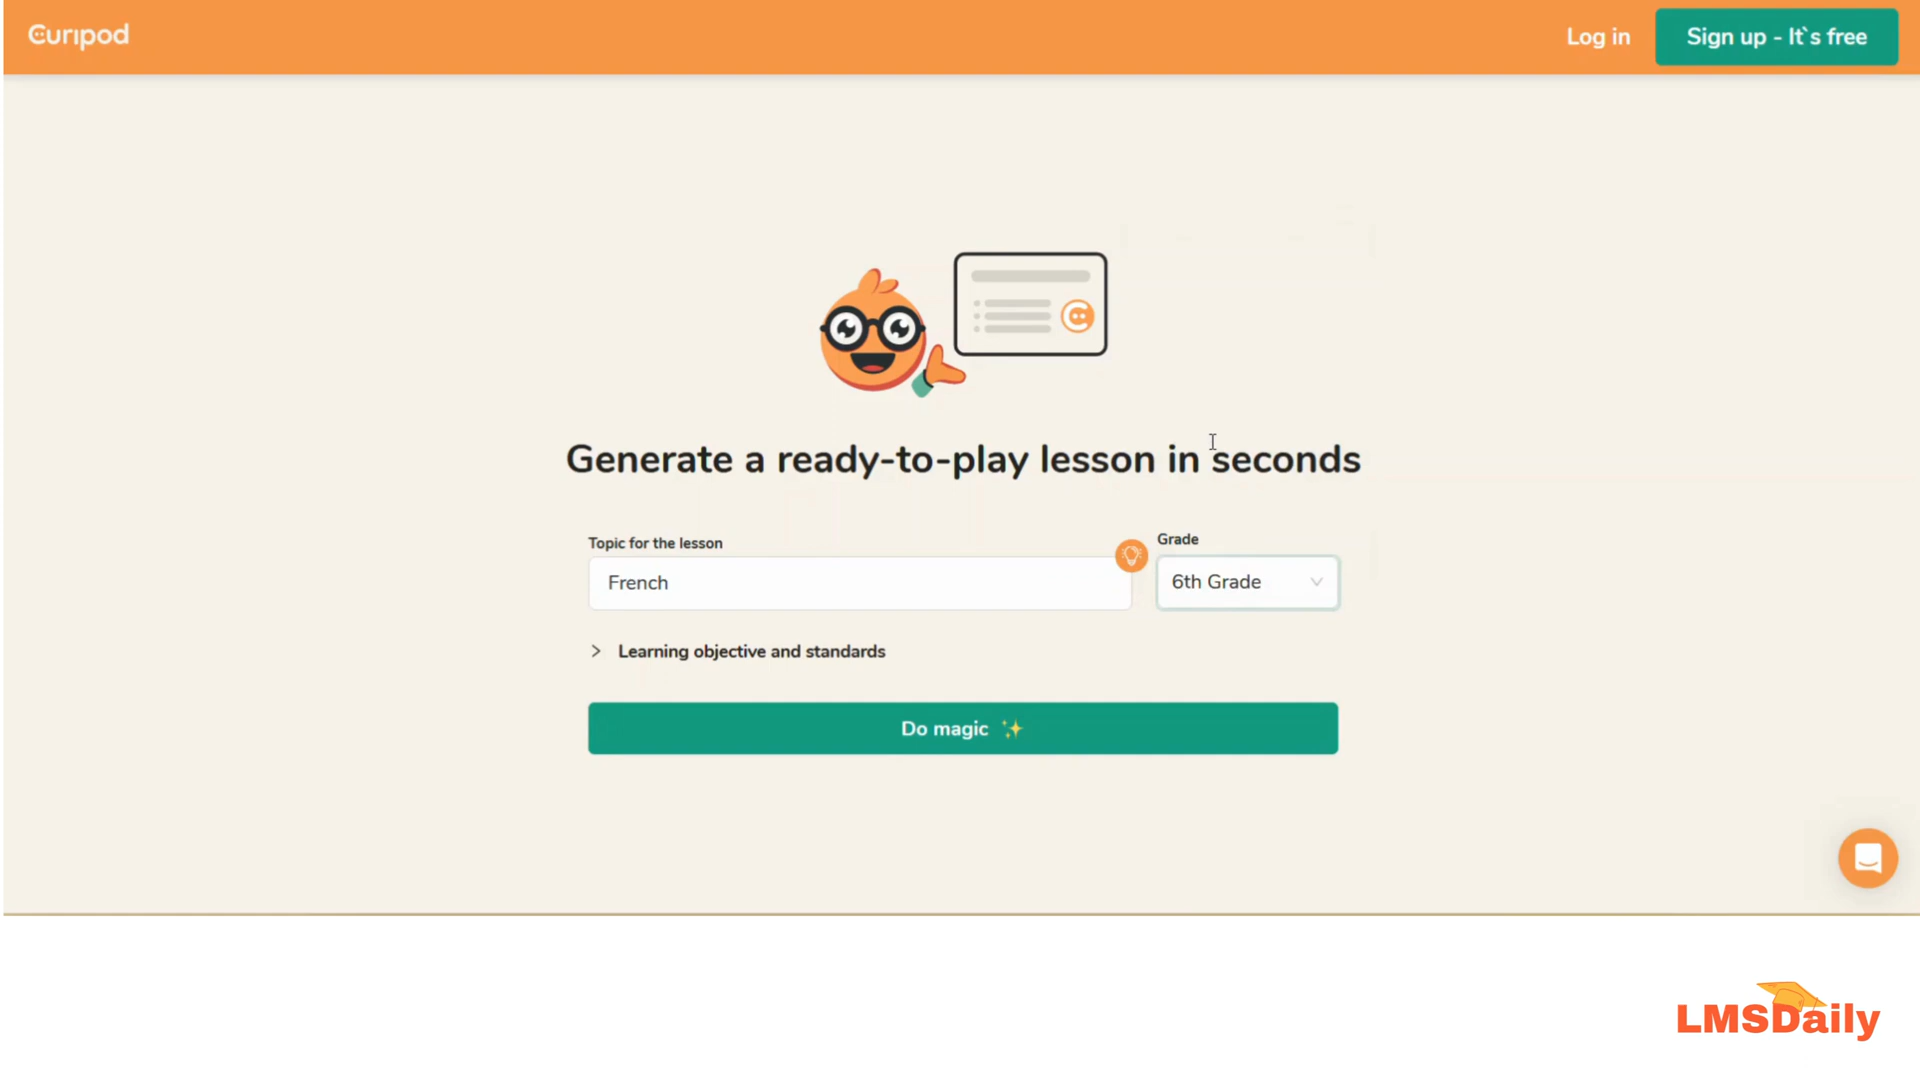 Curipod
Log in
Sign up - It`s free
Generate a ready-to-play lesson in seconds
Topic for the lesson
Grade
French
6th Grade
Learning objective and standards
Do magic ✨
LMSDaily